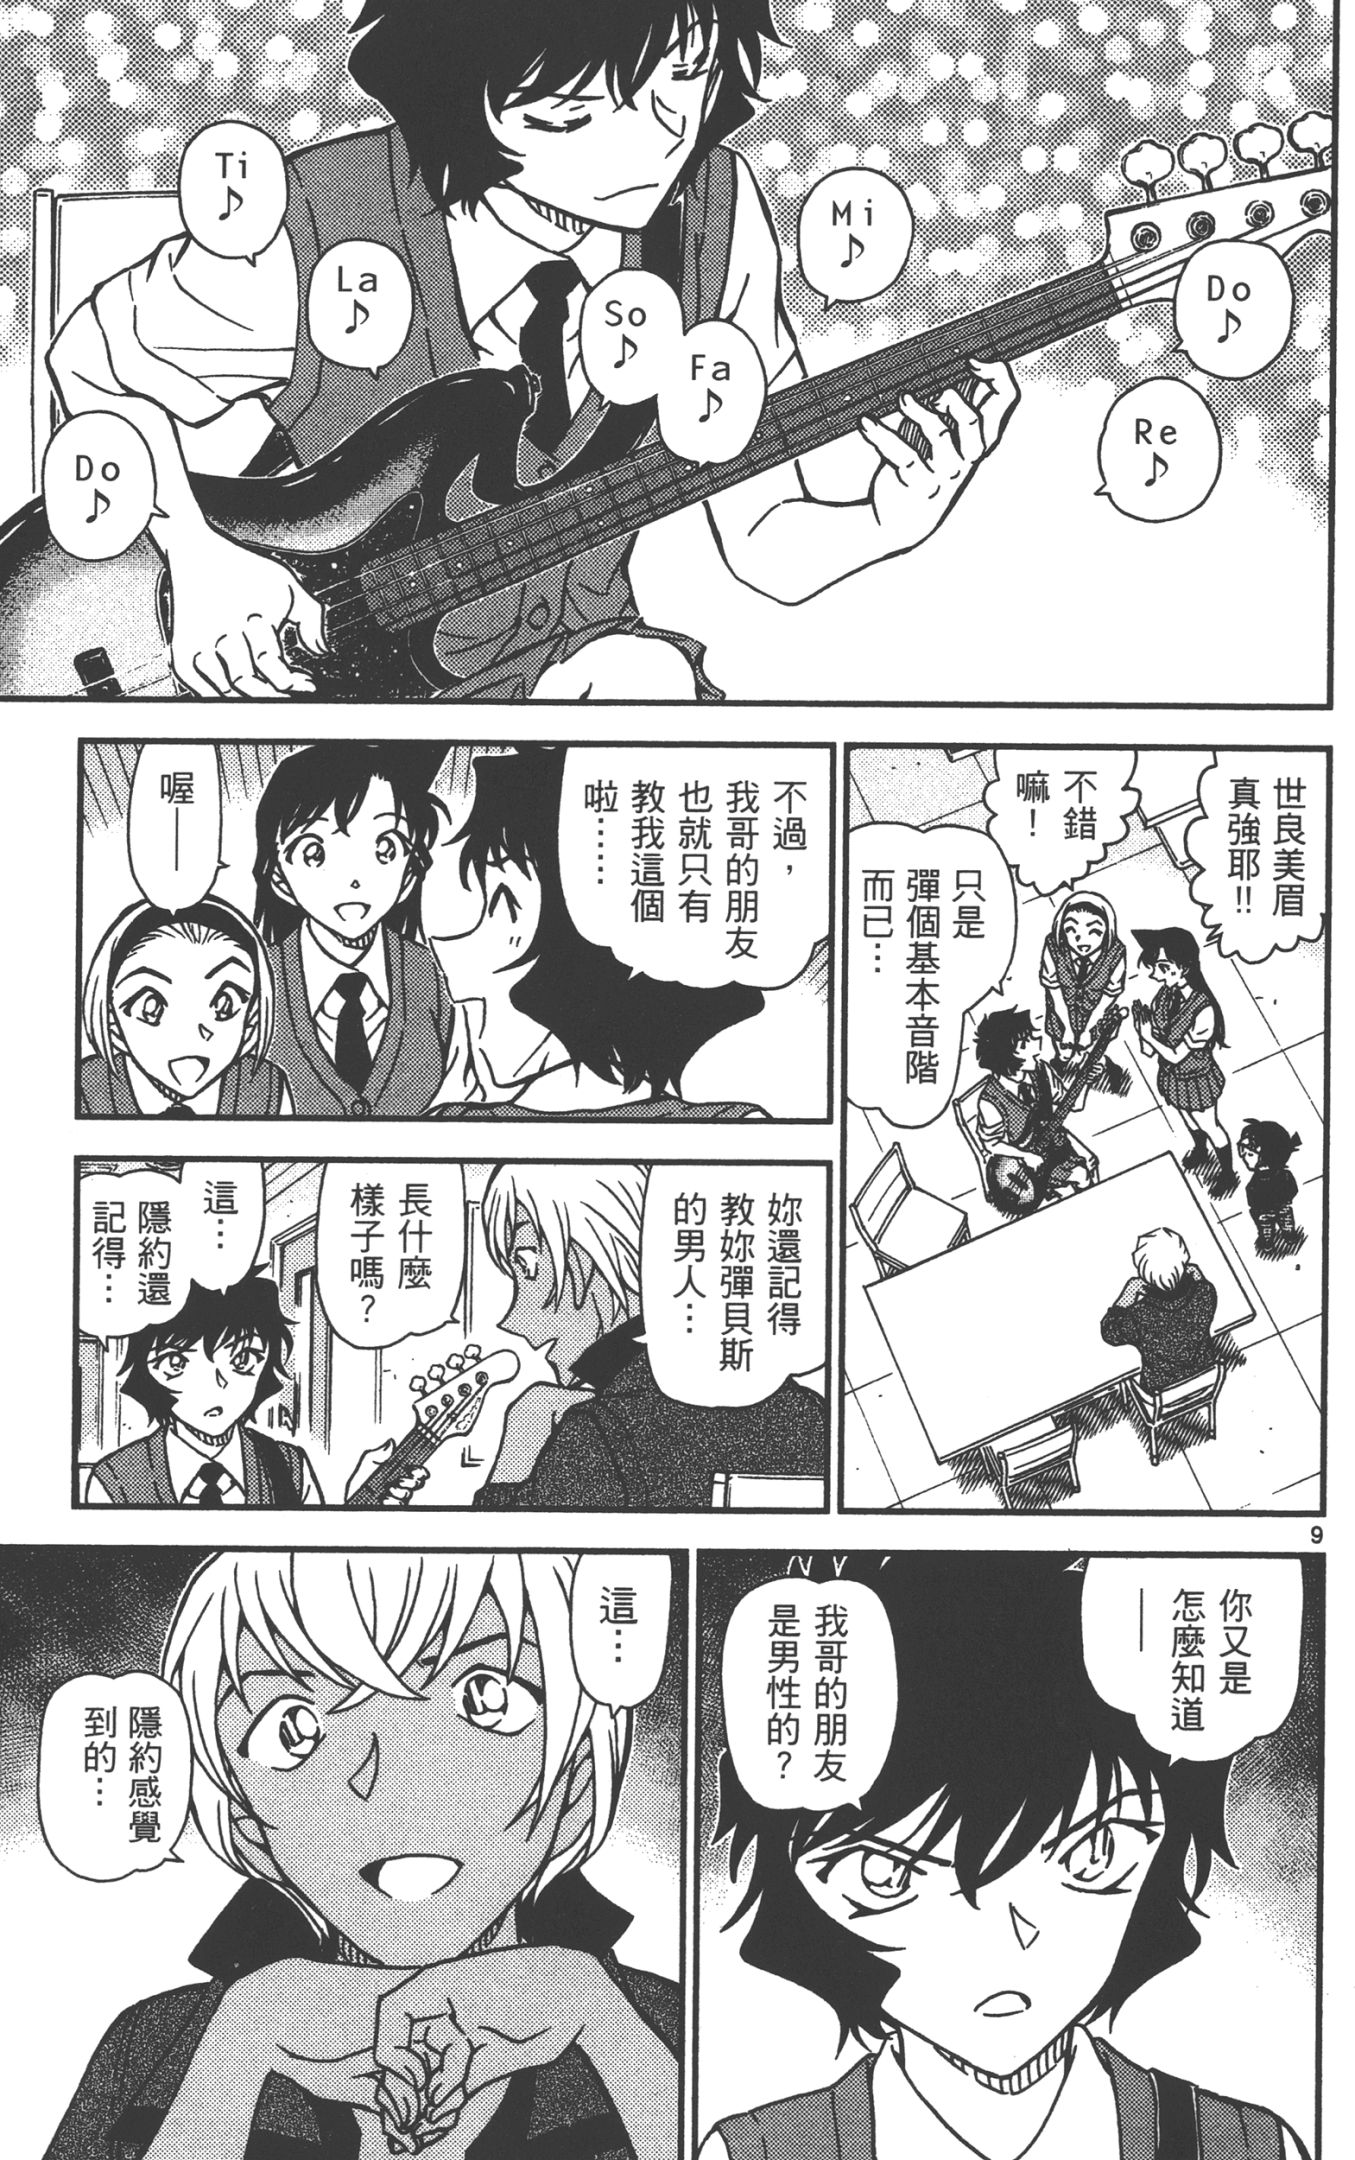 Do♪
Re♪
Mi♪
Fa♪
So♪
La♪
Ti♪
Do♪
世良美眉
真強耶!!
不錯
嘛！
只是
彈個基本音階
而已…
不過，
我哥的朋友
也就只有
教我這個
啦……
喔——
妳還記得
教妳彈貝斯
的男人…
長什麼
樣子嗎？
這…
隱約還
記得…
9
你又是
怎麼知道
——
我哥的朋友
是男性的？
這…
隱約感覺
到的…